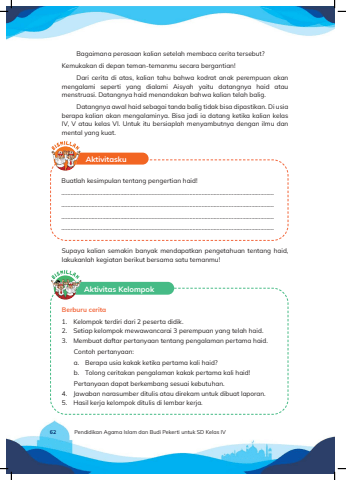 Bagaimana perasaan kalian setelah membaca cerita tersebut?
Kemukakan di depan teman-temanmu secara bergantian!
Dari cerita di atas, kalian tahu bahwa kodrat anak perempuan akan
mengalami seperti yang dialami Aisyah yaitu datangnya haid atau
menstruasi. Datangnya haid menandakan bahwa kalian telah balig.
Datangnya awal haid sebagai tanda balig tidak bisa dipastikan. Di usia
berapa kalian akan mengalaminya. Bisa jadi ia datang ketika kalian kelas
IV, V atau kelas VI. Untuk itu bersiaplah menyambutnya dengan ilmu dan
mental yang kuat.
BISMILLAH
Aktivitasku
Buatlah kesimpulan tentang pengertian haid!
Supaya kalian semakin banyak mendapatkan pengetahuan tentang haid,
lakukanlah kegiatan berikut bersama satu temanmu!
BISMILLAH
Aktivitas Kelompok
Berburu cerita
1. Kelompok terdiri dari 2 peserta didik.
2. Setiap kelompok mewawancarai 3 perempuan yang telah haid.
3. Membuat daftar pertanyaan tentang pengalaman pertama haid.
Contoh pertanyaan:
a. Berapa usia kakak ketika pertama kali haid?
b. Tolong ceritakan pengalaman kakak pertama kali haid!
Pertanyaan dapat berkembang sesuai kebutuhan.
4. Jawaban narasumber ditulis atau direkam untuk dibuat laporan.
5. Hasil kerja kelompok ditulis di lembar kerja.
62 Pendidikan Agama Islam dan Budi Pekerti untuk SD Kelas IV